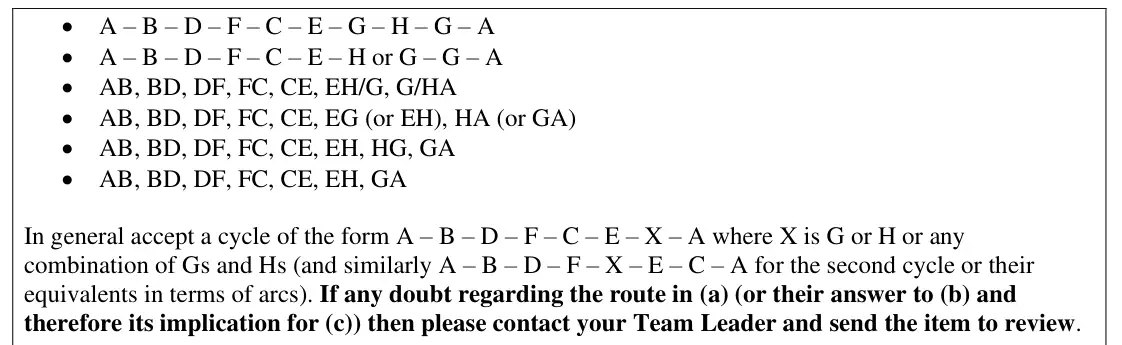 • A – B – D – F – C – E – G – H – G – A
• A – B – D – F – C – E – H or G – G – A
• AB, BD, DF, FC, CE, EH/G, G/HA
• AB, BD, DF, FC, CE, EG (or EH), HA (or GA)
• AB, BD, DF, FC, CE, EH, HG, GA
• AB, BD, DF, FC, CE, EH, GA
In general accept a cycle of the form A – B – D – F – C – E – X – A where X is G or H or any
combination of Gs and Hs (and similarly A – B – D – F – X – E – C – A for the second cycle or their
equivalents in terms of arcs). If any doubt regarding the route in (a) (or their answer to (b) and
therefore its implication for (c)) then please contact your Team Leader and send the item to review.